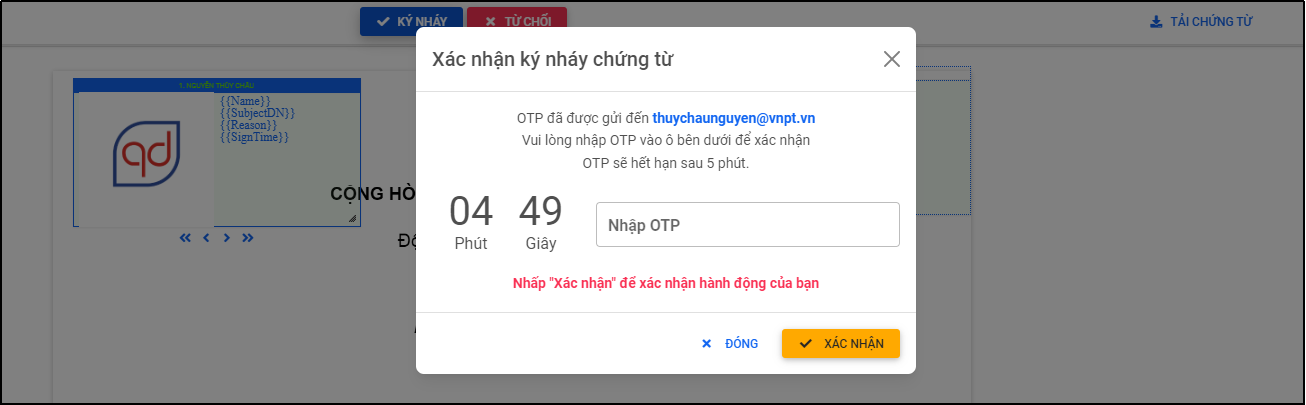 KÝ NHÁY
TỪ CHỐI
TẢI CHỨNG TỪ
1. NGUYỄN THÙY CHÂU
{{Name}}
{{SubjectDN}}
{{Reason}}
{{SignTime}}
qd
CỘNG HÒ
Độ
Xác nhận ký nháy chứng từ
OTP đã được gửi đến thuychaunguyen@vnpt.vn
Vui lòng nhập OTP vào ô bên dưới để xác nhận
OTP sẽ hết hạn sau 5 phút.
04 49
Phút Giây
Nhập OTP
Nhấp "Xác nhận" để xác nhận hành động của bạn
ĐÓNG
XÁC NHẬN